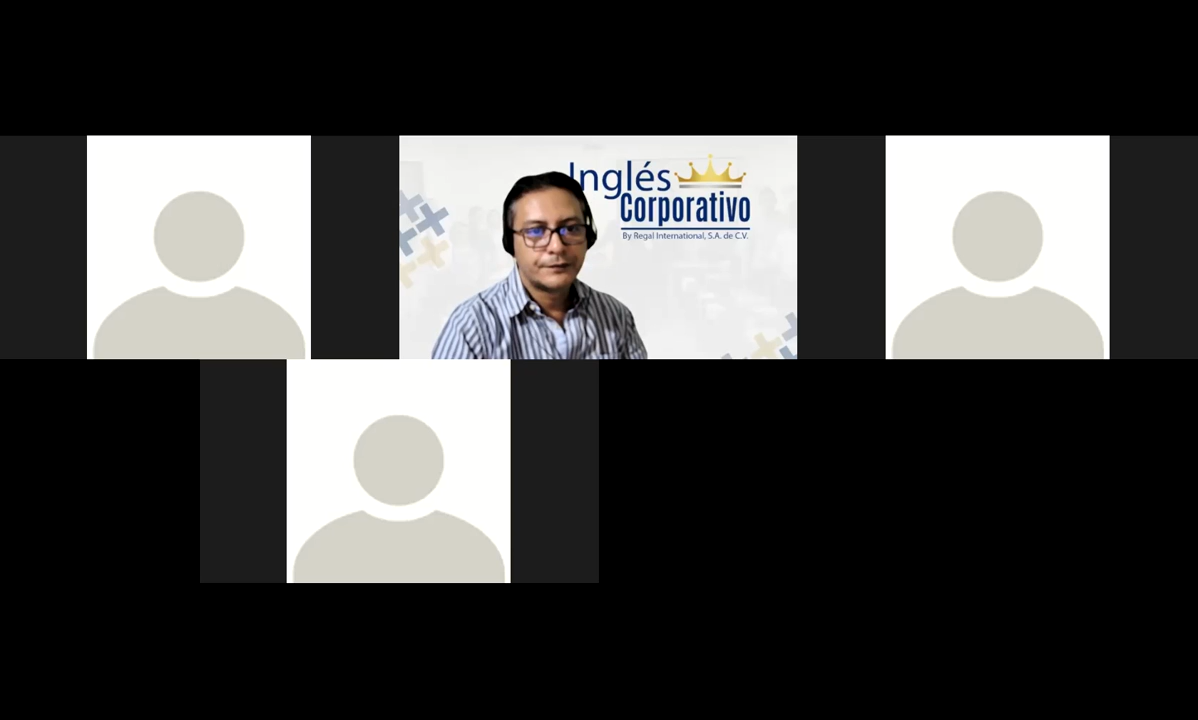 Inglés
Corporativo
By Regal International, S.A. de C.V.